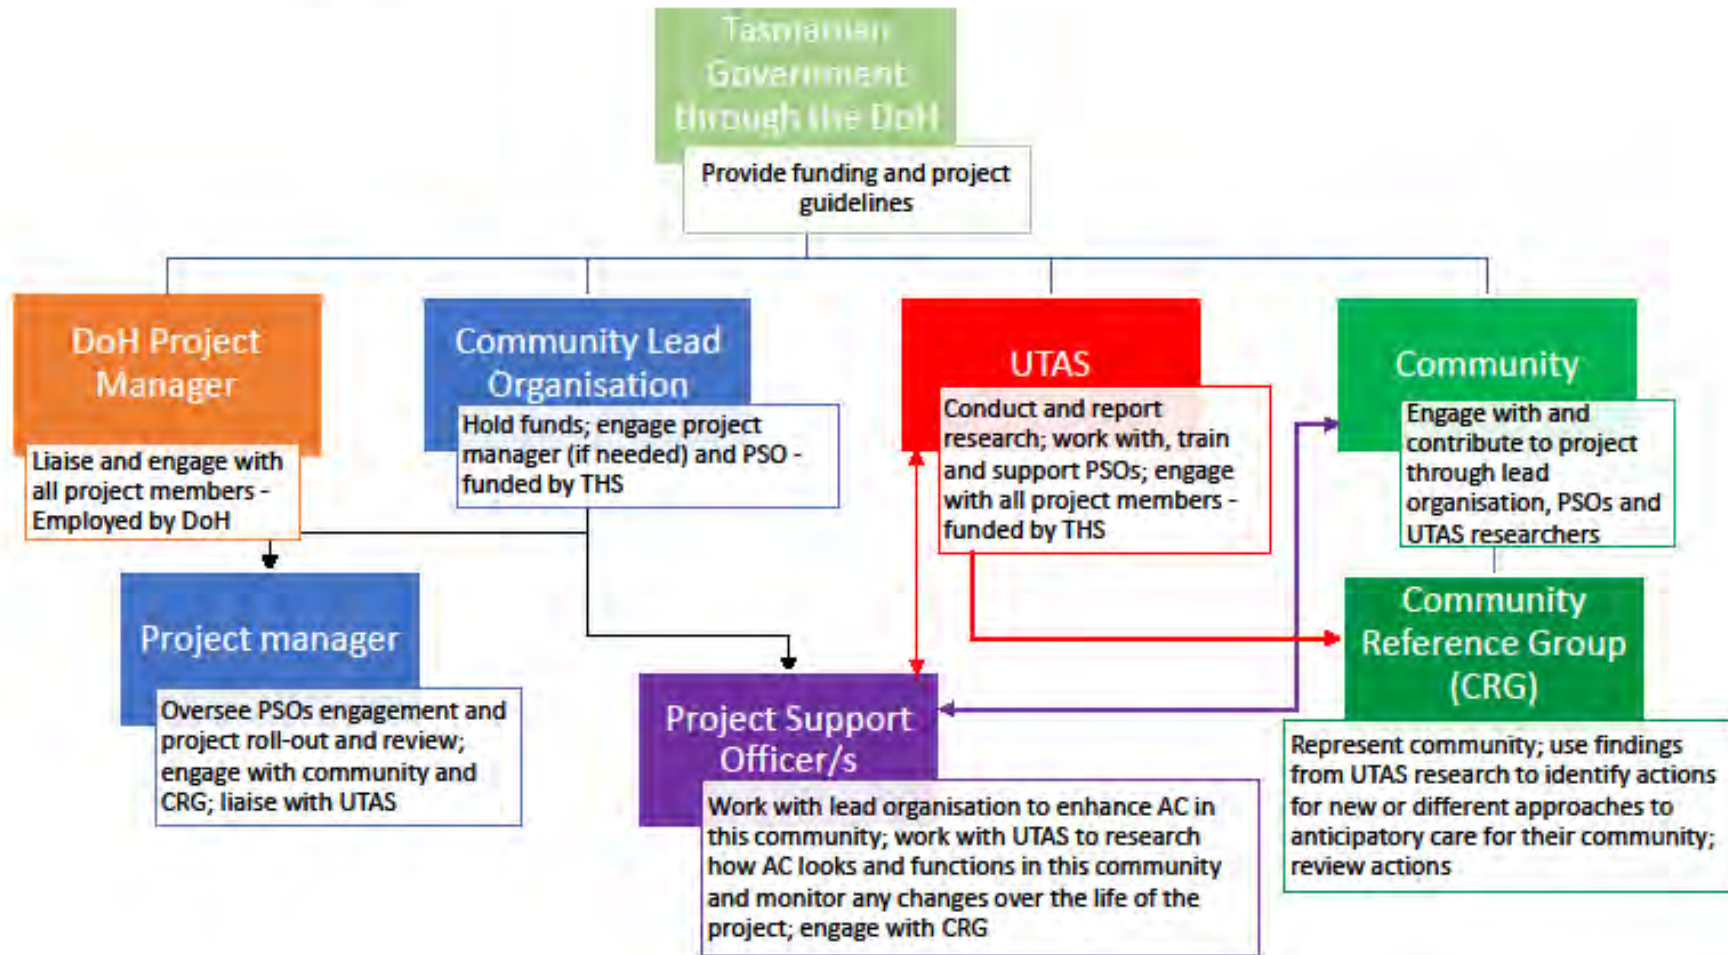 Tasmanian
Government
through the DoH
Provide funding and project
guidelines
DoH Project
Manager
Liaise and engage with
all project members -
Employed by DoH
Community Lead
Organisation
Hold funds; engage project
manager (if needed) and PSO -
funded by THS
UTAS
Conduct and report
research; work with, train
and support PSOs; engage
with all project members -
funded by THS
Community
Engage with and
contribute to project
through lead
organisation, PSOs and
UTAS researchers
Project manager
Oversee PSOs engagement and
project roll-out and review;
engage with community and
CRG; liaise with UTAS
Project Support
Officer/s
Work with lead organisation to enhance AC in
this community; work with UTAS to research
how AC looks and functions in this community
and monitor any changes over the life of the
project; engage with CRG
Community
Reference Group
(CRG)
Represent community; use findings
from UTAS research to identify actions
for new or different approaches to
anticipatory care for their community;
review actions